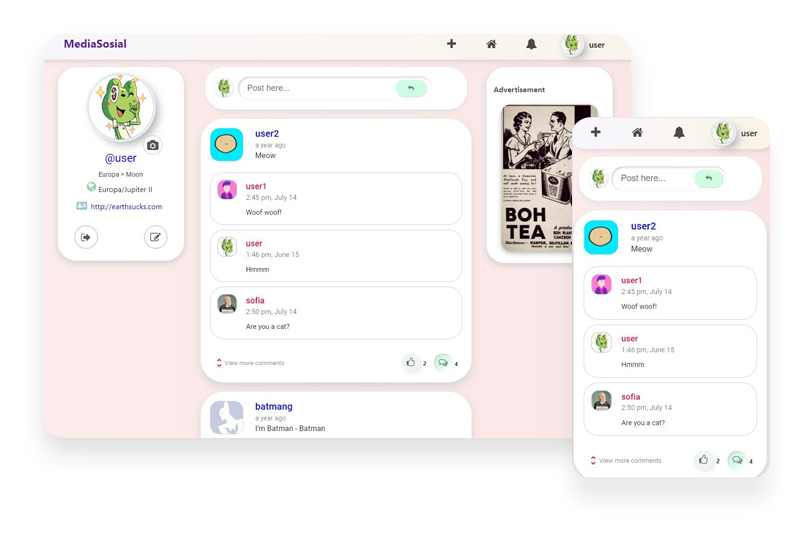 MediaSosial
user
@user
Europa > Moon
Europa/Jupiter II
http://earthsucks.com
Post here...
user2
a year ago
Meow
user1
2:45 pm, July 14
Woof woof!
user
1:46 pm, June 15
Hmmm
sofia
2:50 pm, July 14
Are you a cat?
View more comments
2
4
batmang
a year ago
I'm Batman - Batman
Advertisement
BOH
TEA
user
Post here...
user2
a year ago
Meow
user1
2:45 pm, July 14
Woof woof!
user
1:46 pm, June 15
Hmmm
sofia
2:50 pm, July 14
Are you a cat?
View more comments
2
4